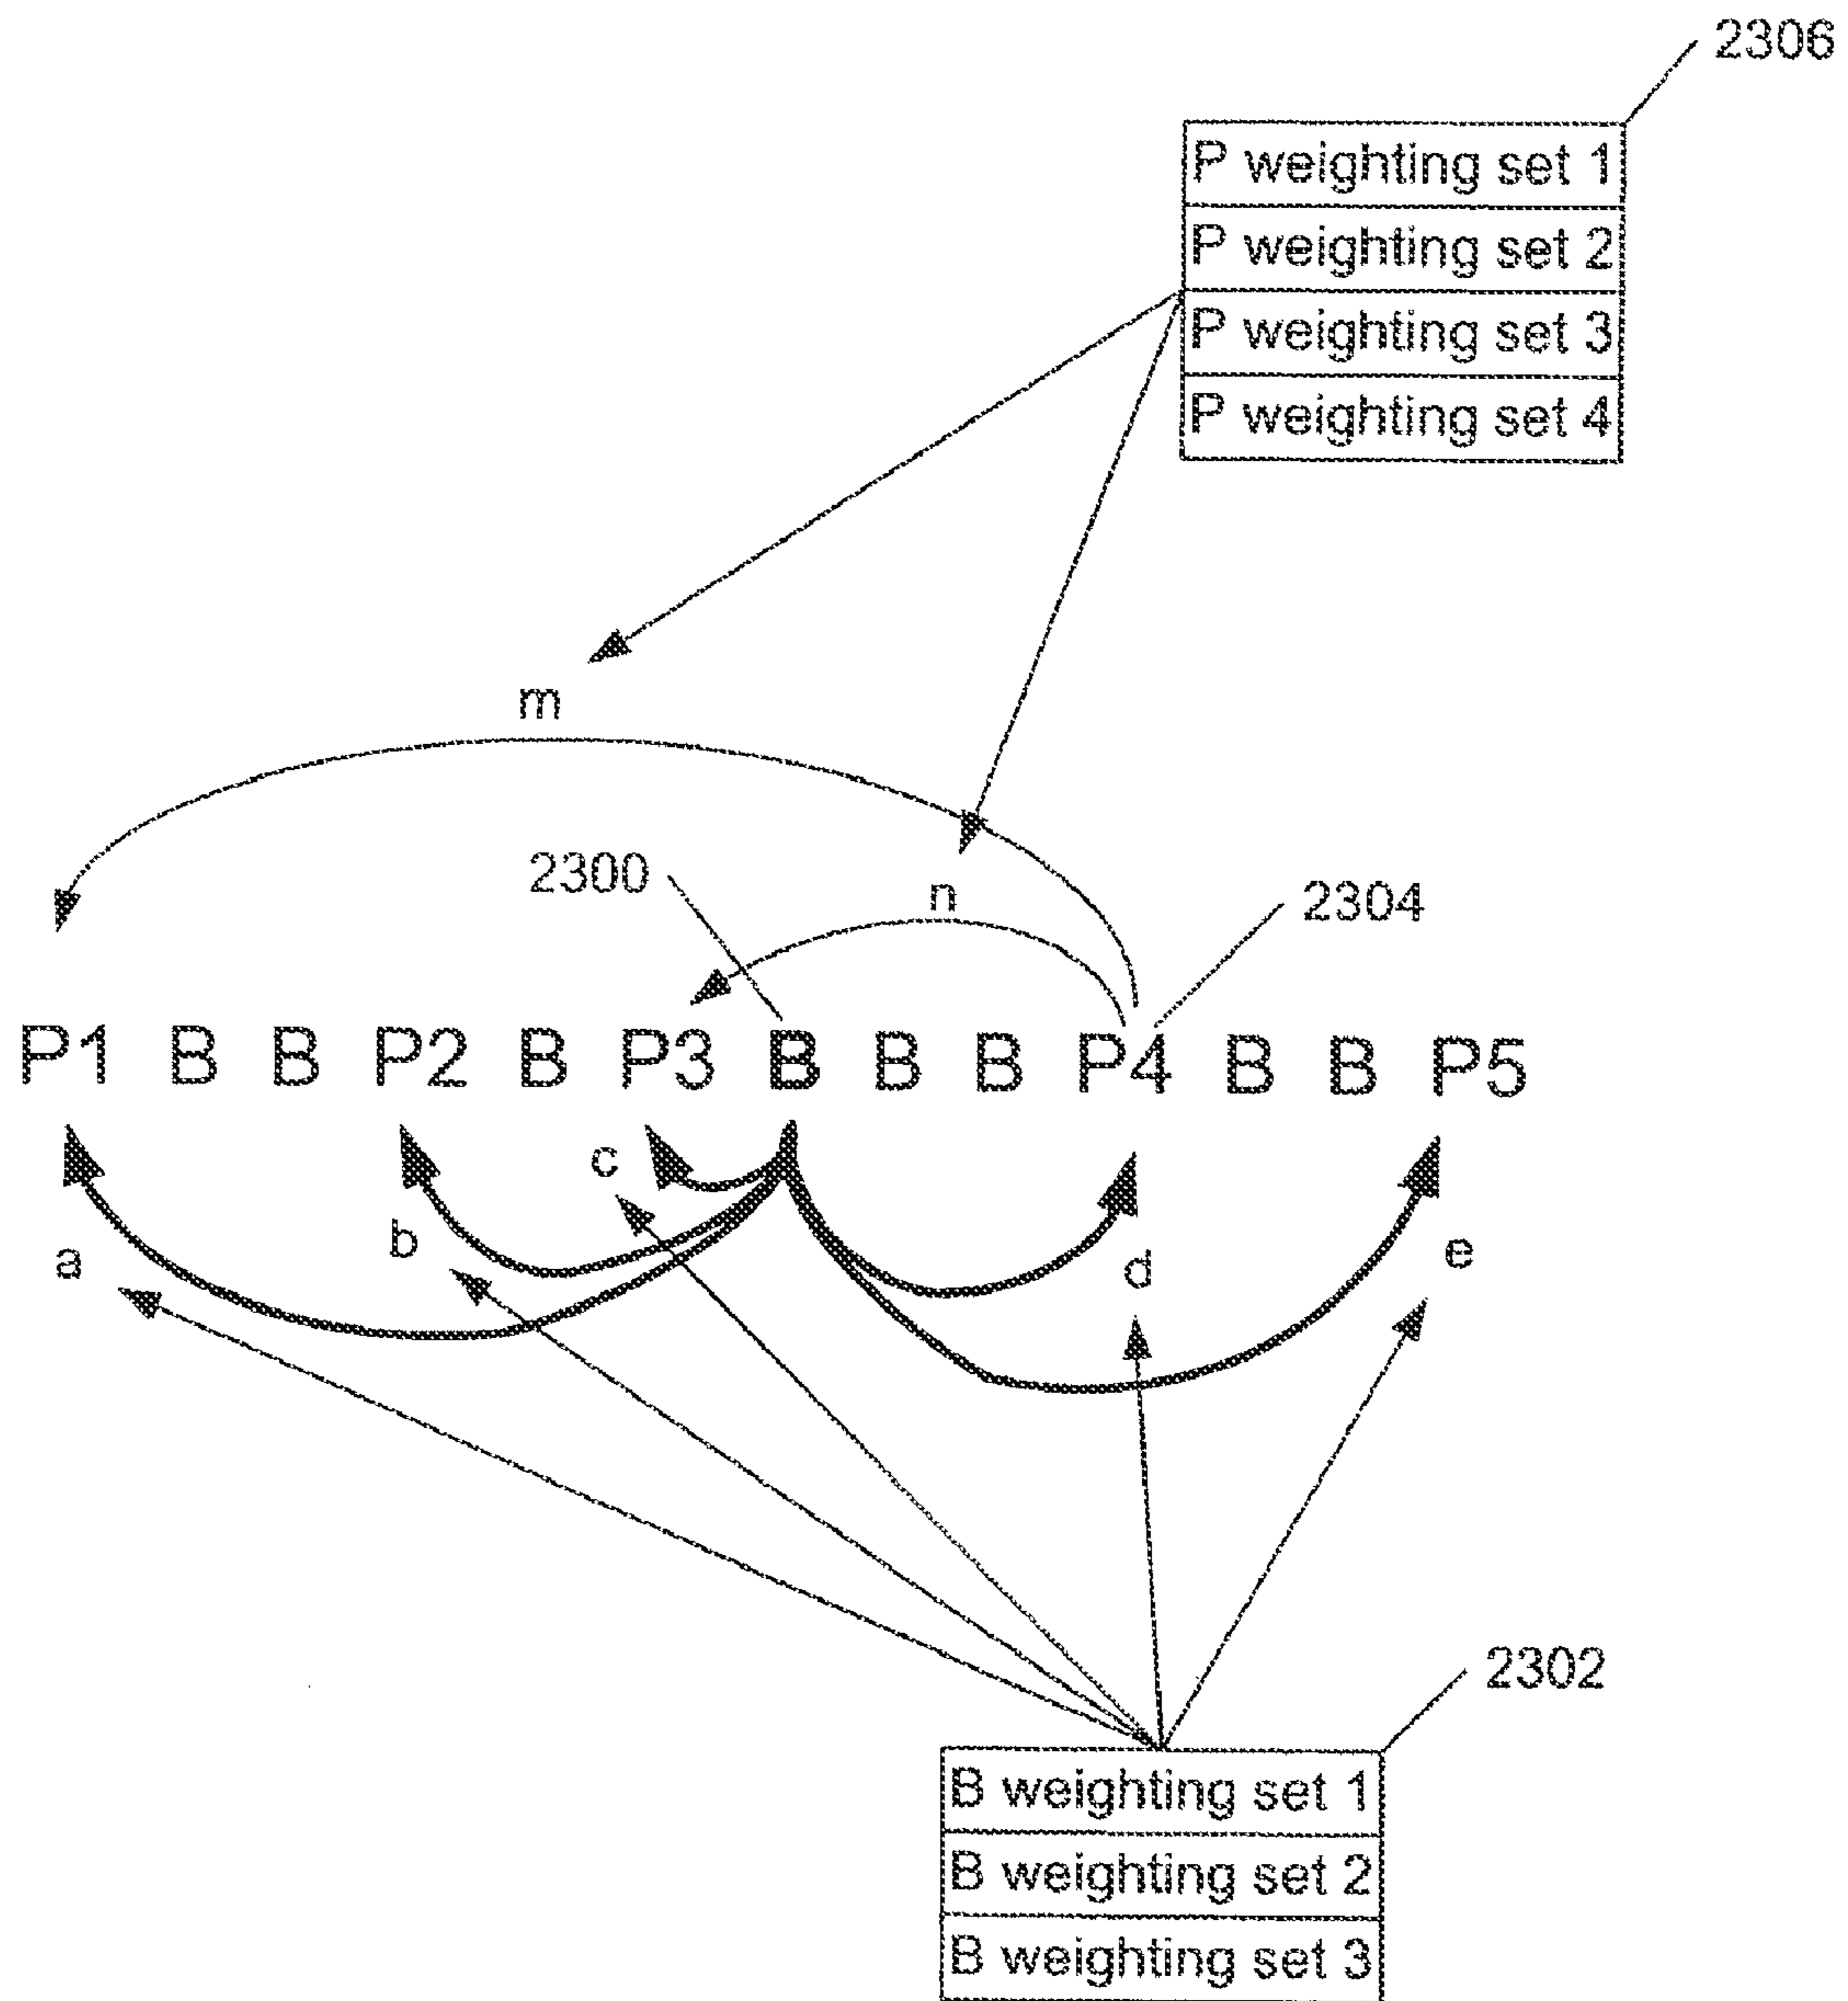 2306
P weighting set 1
P weighting set 2
P weighting set 3
P weighting set 4
m
2300
n
2304
P1 B B P2 B P3 B B B P4 B B P5
c
b
a
d
e
2302
B weighting set 1
B weighting set 2
B weighting set 3